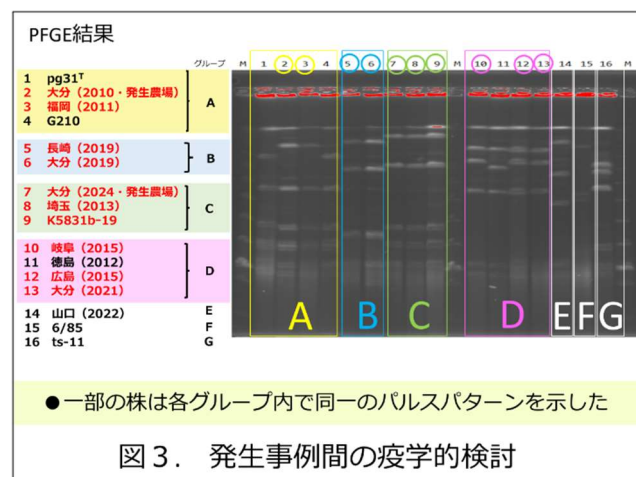 PFGE結果
グループ M 1 2 3 4 5 6 7 8 9 M 10 11 12 13 14 15 16 M
1 pg31ᵀ
2 大分（2010・発生農場）
3 福岡（2011）
4 G210
A
5 長崎（2019）
6 大分（2019）
B
7 大分（2024・発生農場）
8 埼玉（2013）
9 K5831b-19
C
10 岐阜（2015）
11 徳島（2012）
12 広島（2015）
13 大分（2021）
D
14 山口（2022） E
15 6/85 F
16 ts-11 G
A B C D E F G
●一部の株は各グループ内で同一のパルスパターンを示した
図３． 発生事例間の疫学的検討